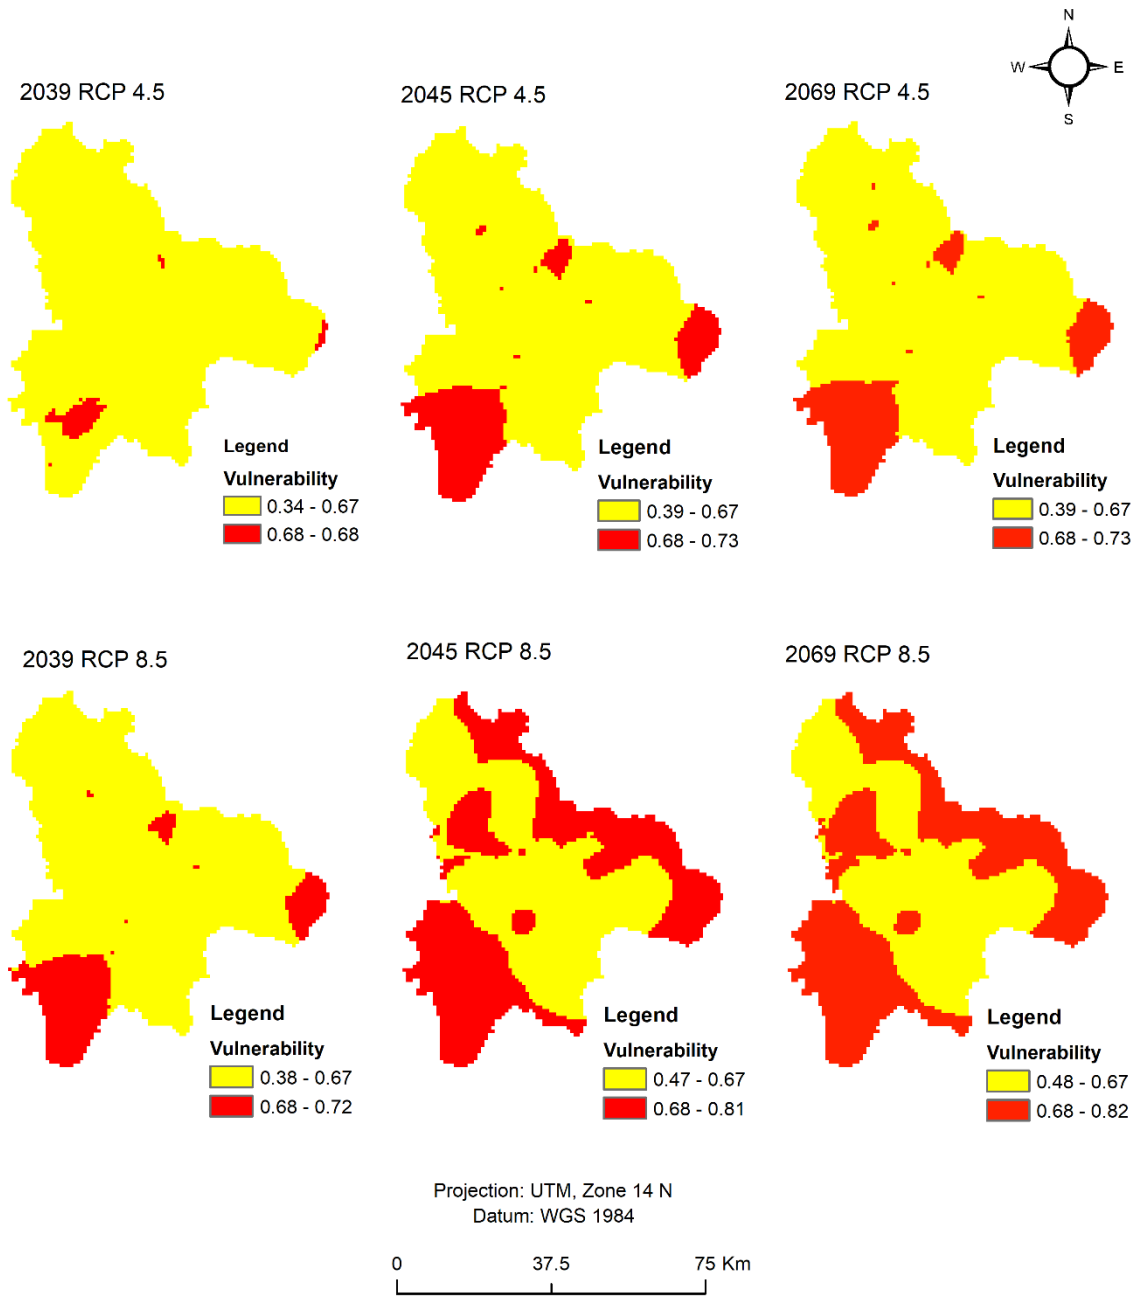 N
W E
S
2039 RCP 4.5
2045 RCP 4.5
2069 RCP 4.5
Legend
Vulnerability
0.34 - 0.67
0.68 - 0.68
Legend
Vulnerability
0.39 - 0.67
0.68 - 0.73
Legend
Vulnerability
0.39 - 0.67
0.68 - 0.73
2039 RCP 8.5
2045 RCP 8.5
2069 RCP 8.5
Legend
Vulnerability
0.38 - 0.67
0.68 - 0.72
Legend
Vulnerability
0.47 - 0.67
0.68 - 0.81
Legend
Vulnerability
0.48 - 0.67
0.68 - 0.82
Projection: UTM, Zone 14 N
Datum: WGS 1984
0 37.5 75 Km